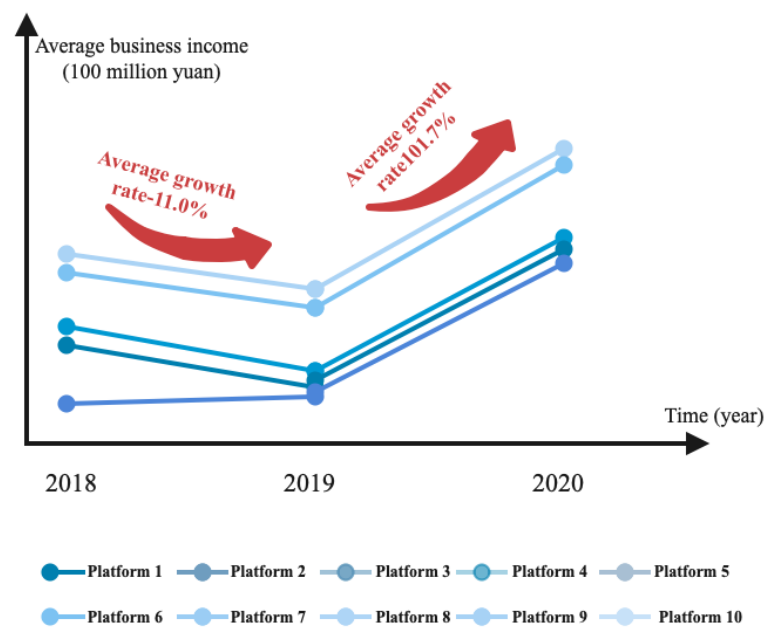 Average business income
(100 million yuan)
Average growth
rate-11.0%
Average growth
rate101.7%
Time (year)
2018 2019 2020
Platform 1 Platform 2 Platform 3 Platform 4 Platform 5
Platform 6 Platform 7 Platform 8 Platform 9 Platform 10